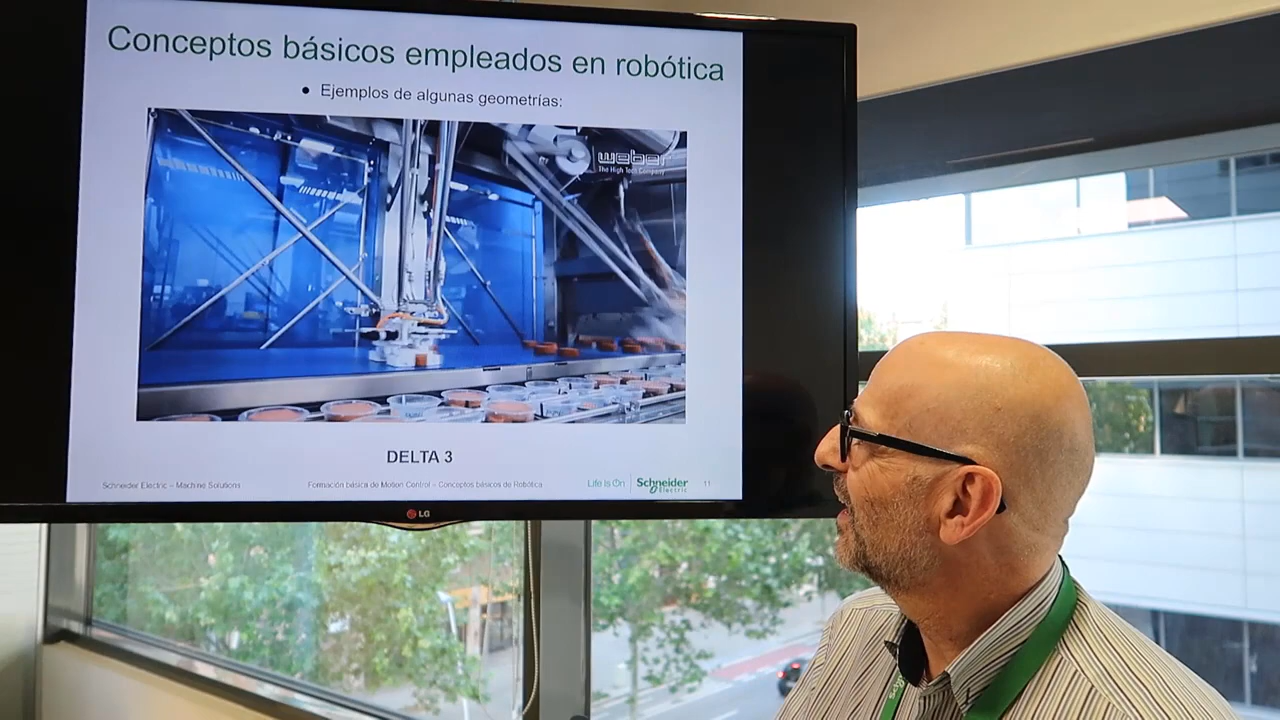 Conceptos básicos empleados en robótica
• Ejemplos de algunas geometrías:
weber
The High Tech Company
DELTA 3
Schneider Electric – Machine Solutions
Formación básica de Motion Control – Conceptos básicos de Robótica
Life Is On
Schneider
Electric
11
LG